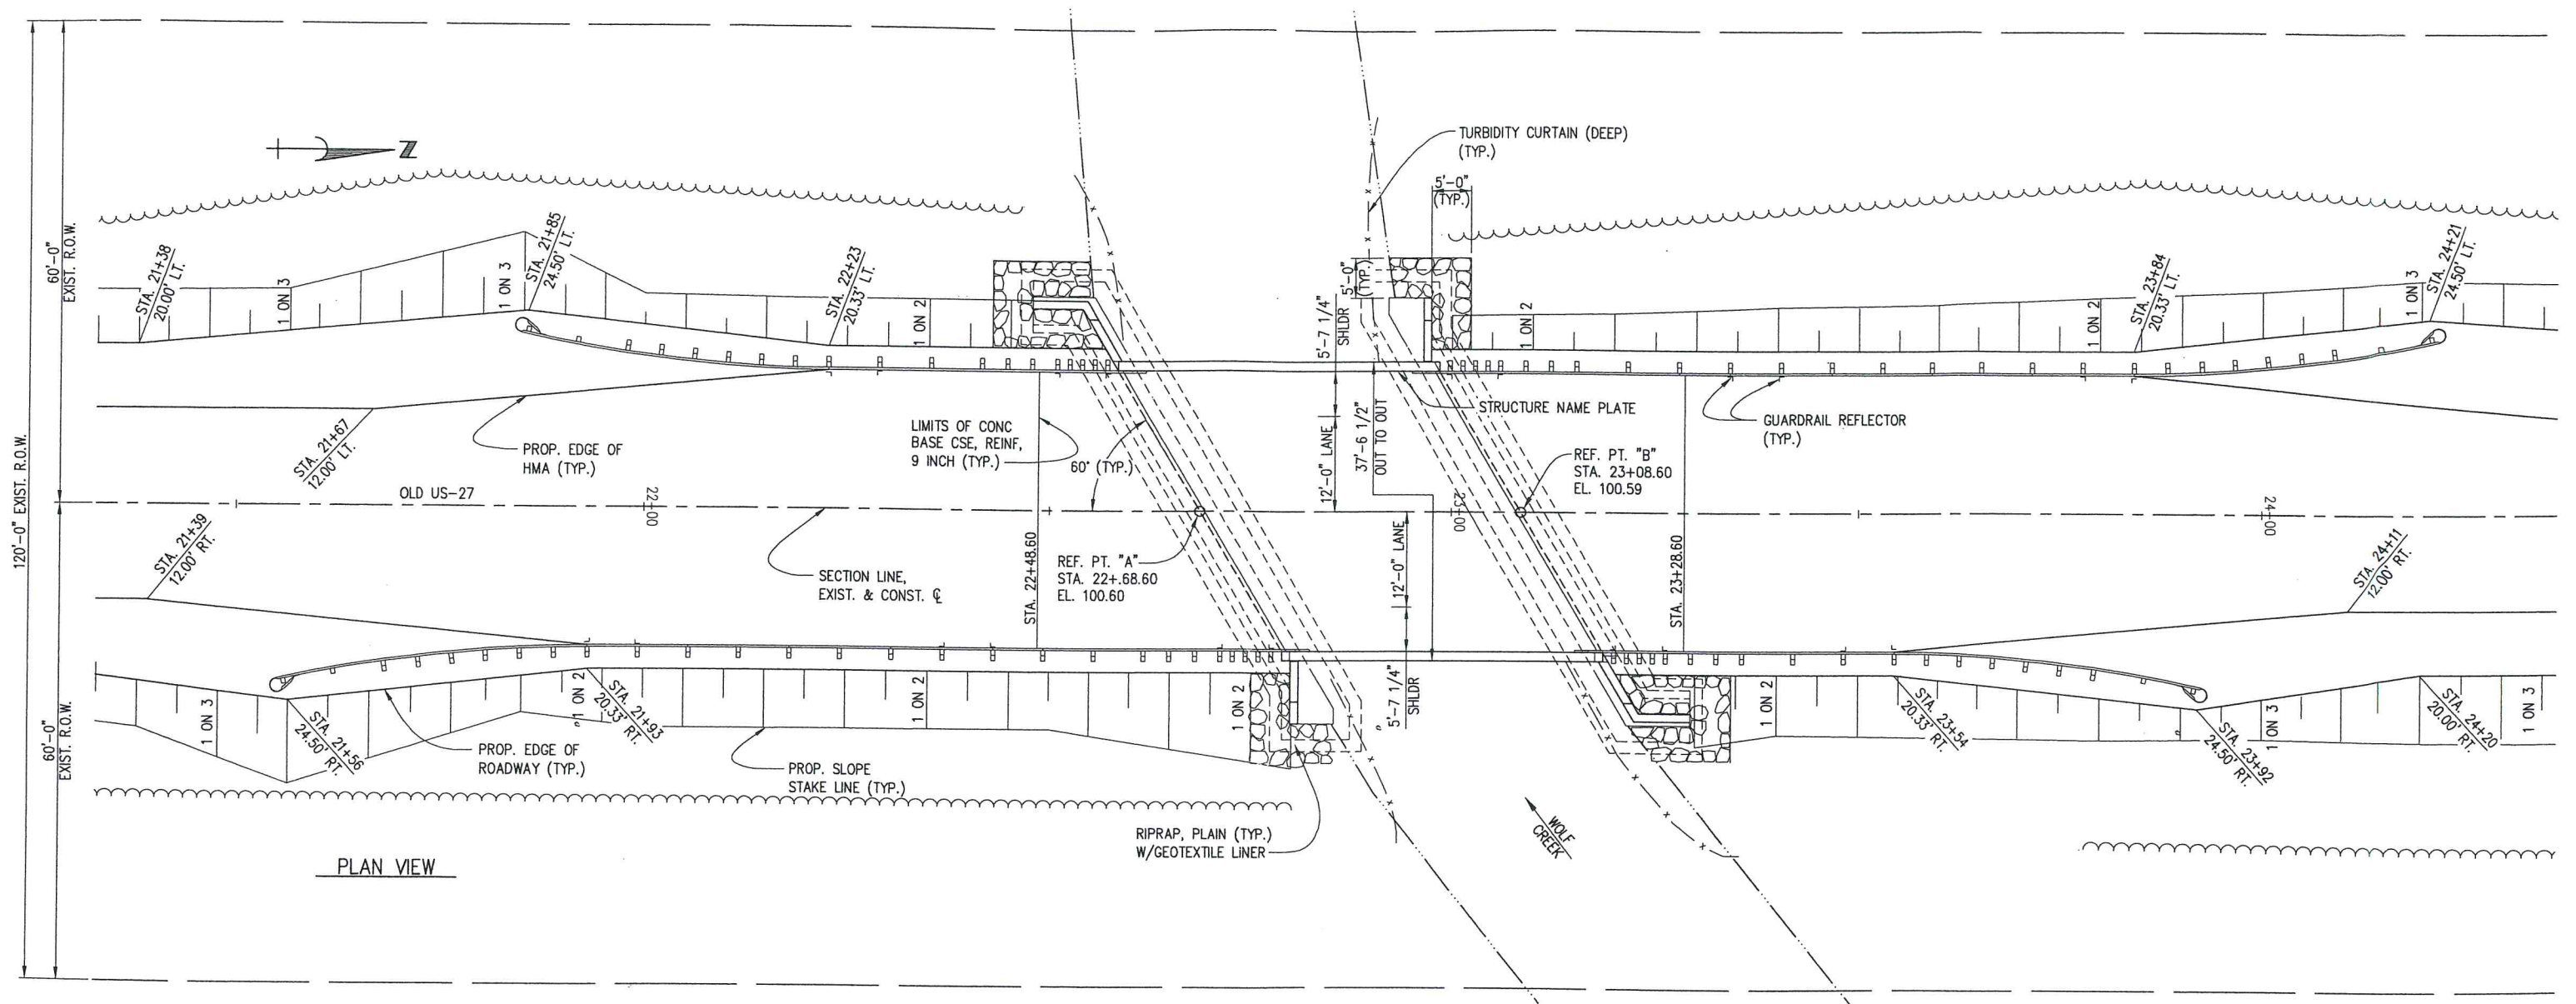 120'-0" EXIST. R.O.W.
60'-0"
EXIST. R.O.W.
60'-0"
EXIST. R.O.W.
Z
STA. 21+38
20.00' LT.
1 ON 3
1 ON 3
STA. 21+85
24.50' LT.
STA. 22+23
20.33' LT.
1 ON 2
TURBIDITY CURTAIN (DEEP)
(TYP.)
5'-0"
(TYP.)
5'-0"
(TYP.)
1 ON 2
1 ON 2
STA. 23+84
20.33' LT.
1 ON 3
STA. 24+21
24.50' LT.
5'-7 1/4"
SHLDR
STRUCTURE NAME PLATE
GUARDRAIL REFLECTOR
(TYP.)
STA. 21+67
12.00' LT.
PROP. EDGE OF
HMA (TYP.)
LIMITS OF CONC
BASE CSE, REINF,
9 INCH (TYP.)
60° (TYP.)
12'-0" LANE
37'-6 1/2"
OUT TO OUT
REF. PT. "B"
STA. 23+08.60
EL. 100.59
OLD US-27
22+00
23+00
24+00
STA. 21+39
12.00' RT.
SECTION LINE,
EXIST. & CONST. ℄
STA. 22+48.60
REF. PT. "A"
STA. 22+.68.60
EL. 100.60
12'-0" LANE
STA. 23+28.60
STA. 24+11
12.00' RT.
1 ON 3
STA. 21+56
24.50' RT.
PROP. EDGE OF
ROADWAY (TYP.)
1 ON 2
STA. 21+93
20.33' RT.
PROP. SLOPE
STAKE LINE (TYP.)
1 ON 2
1 ON 2
5'-7 1/4"
SHLDR
1 ON 2
STA. 23+54
20.33' RT.
STA. 23+92
24.50' RT.
1 ON 3
STA. 24+20
20.00' RT.
1 ON 3
RIPRAP, PLAIN (TYP.)
W/GEOTEXTILE LINER
WOLF
CREEK
PLAN VIEW